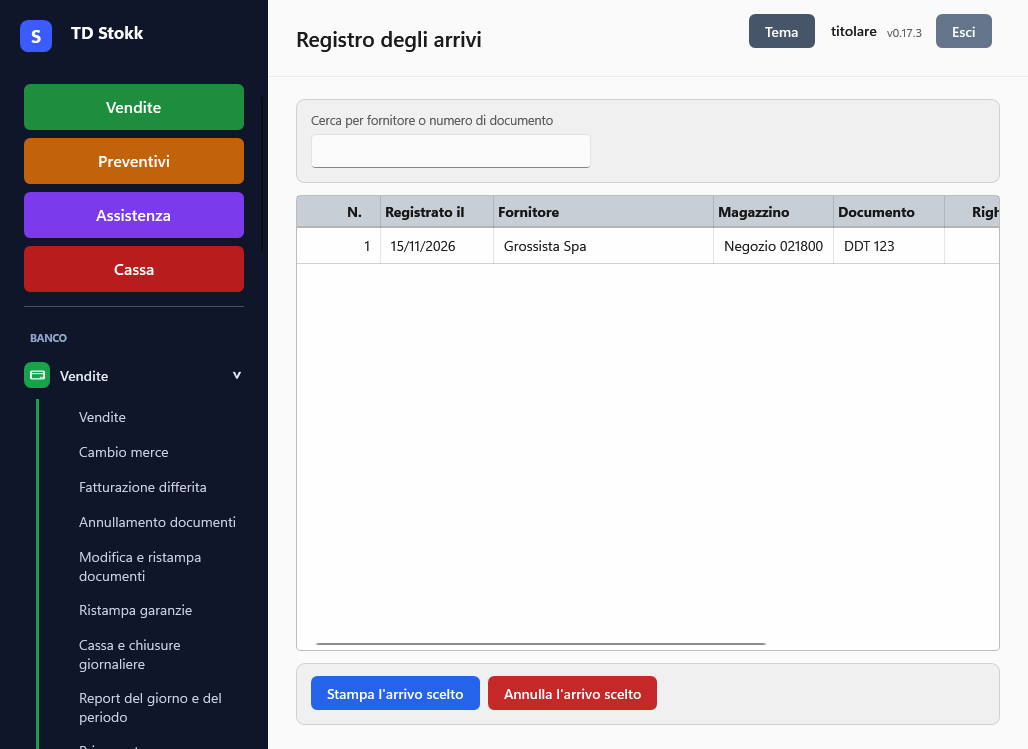 S
TD Stokk
Registro degli arrivi
Tema
titolare
v0.17.3
Esci
Vendite
Preventivi
Assistenza
Cassa
BANCO
Vendite
Vendite
Cambio merce
Fatturazione differita
Annullamento documenti
Modifica e ristampa
documenti
Ristampa garanzie
Cassa e chiusure
giornaliere
Report del giorno e del
periodo
Cerca per fornitore o numero di documento
N. Registrato il Fornitore Magazzino Documento Righ
1 15/11/2026 Grossista Spa Negozio 021800 DDT 123
Stampa l'arrivo scelto
Annulla l'arrivo scelto